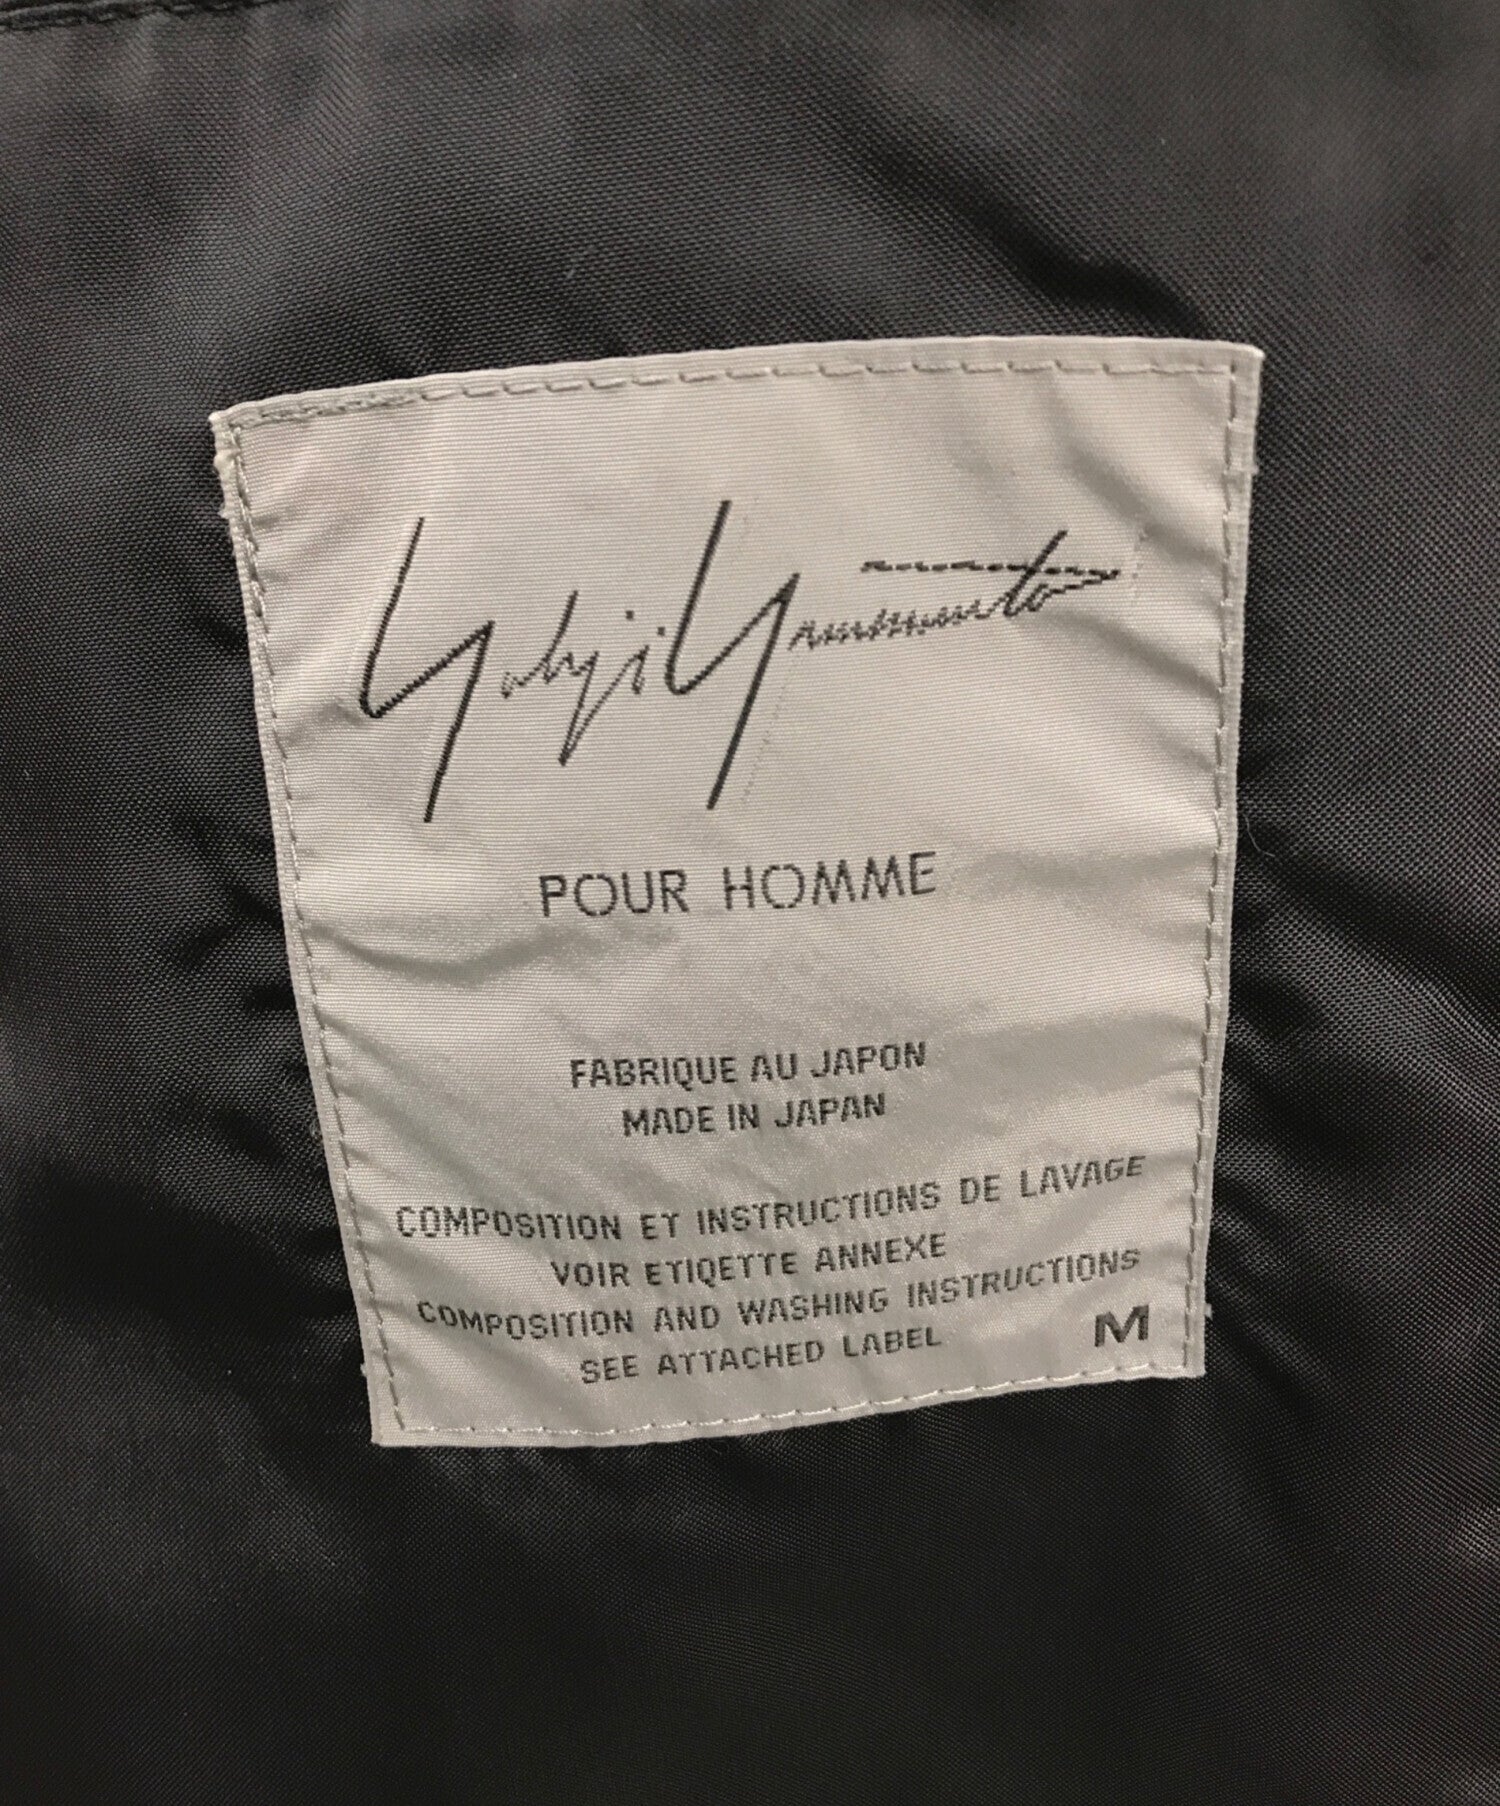 Yohji Yamamoto
POUR HOMME
FABRIQUE AU JAPON
MADE IN JAPAN
COMPOSITION ET INSTRUCTIONS DE LAVAGE
VOIR ETIQETTE ANNEXE
COMPOSITION AND WASHING INSTRUCTIONS
SEE ATTACHED LABEL M